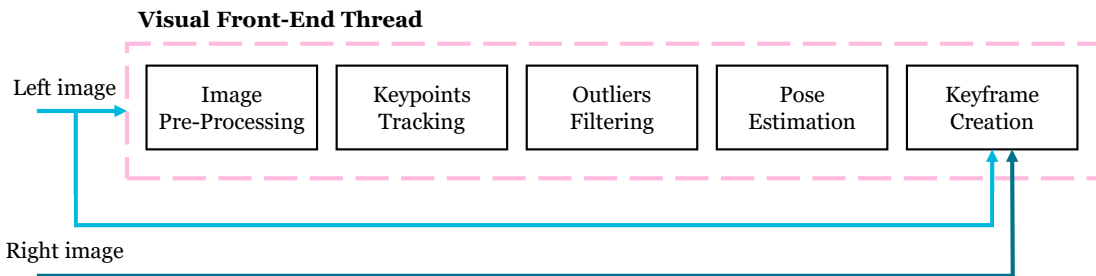 Visual Front-End Thread
Left image
Image
Pre-Processing
Keypoints
Tracking
Outliers
Filtering
Pose
Estimation
Keyframe
Creation
Right image